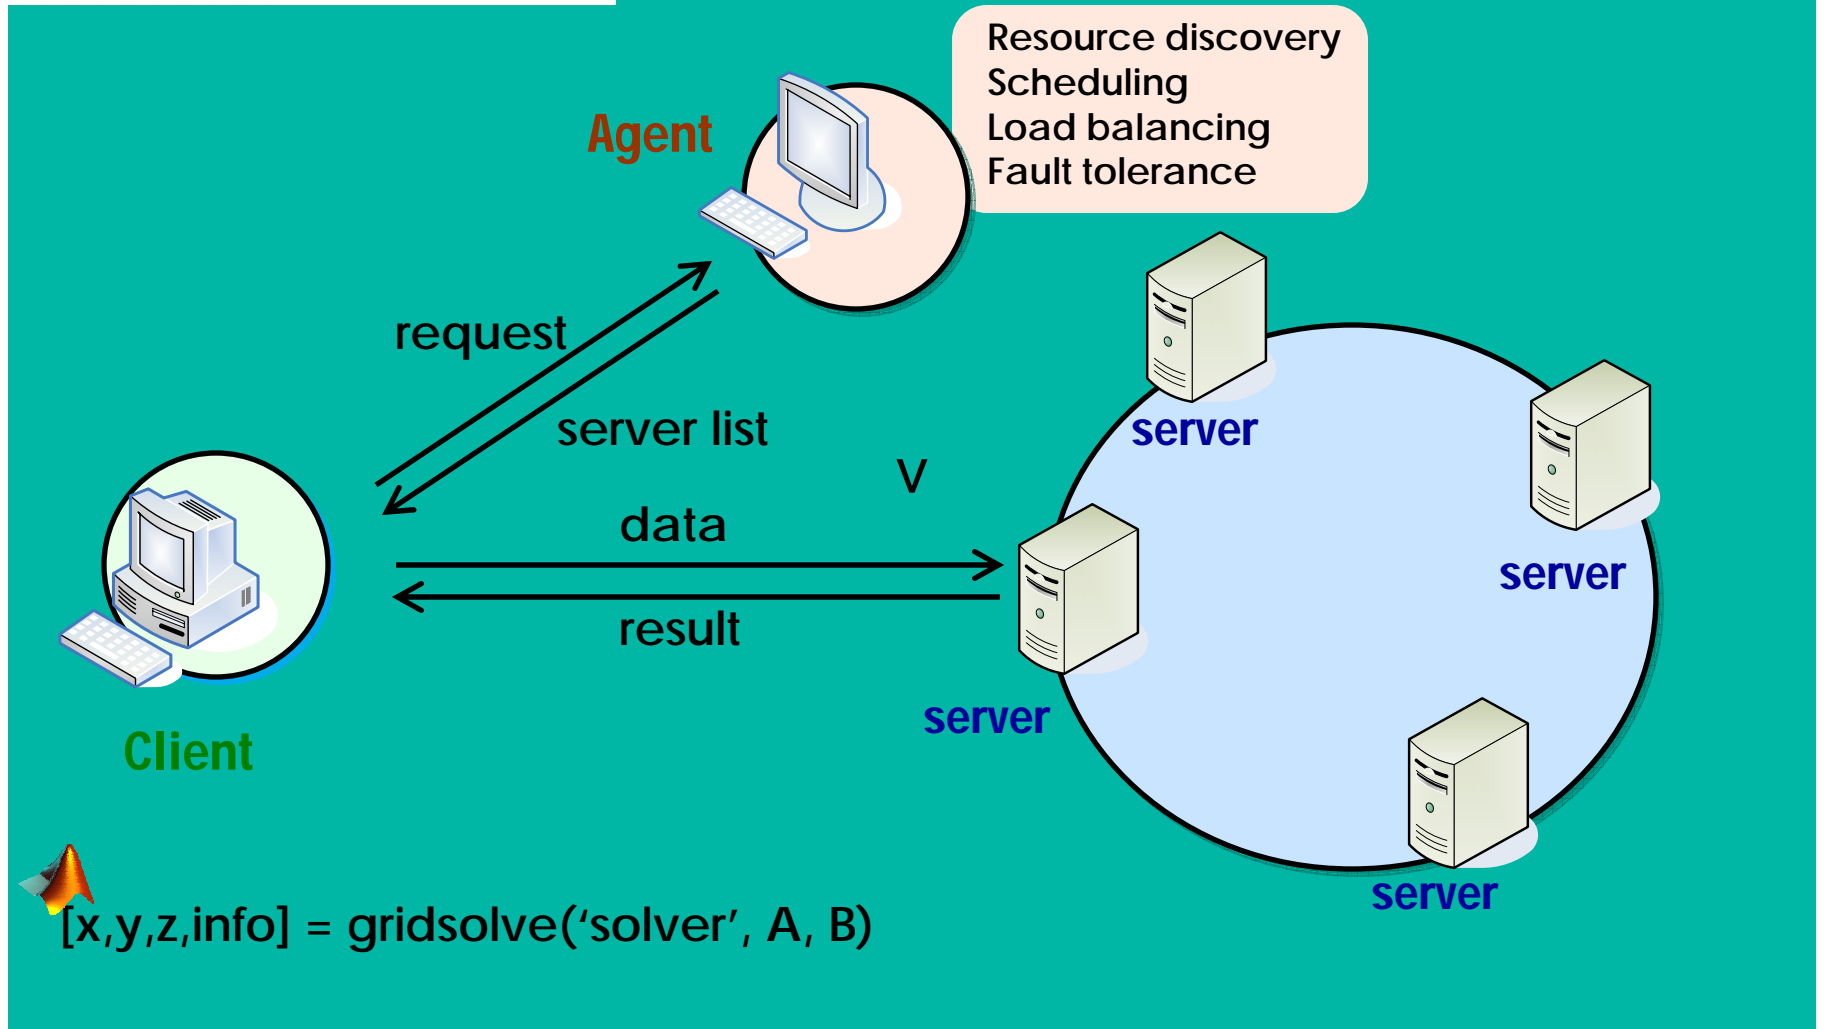 Resource discovery
Scheduling
Load balancing
Fault tolerance
Agent
request
server list
server
server
V
data
result
server
Client
server
[x,y,z,info] = gridsolve(‘solver’, A, B)